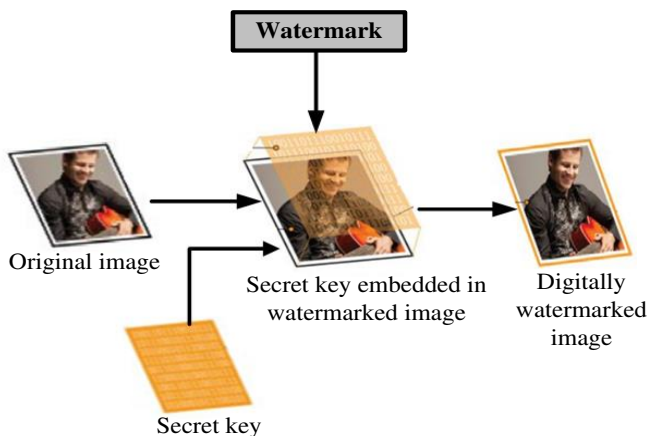 Watermark
Original image
Secret key embedded in
watermarked image
Digitally
watermarked
image
Secret key